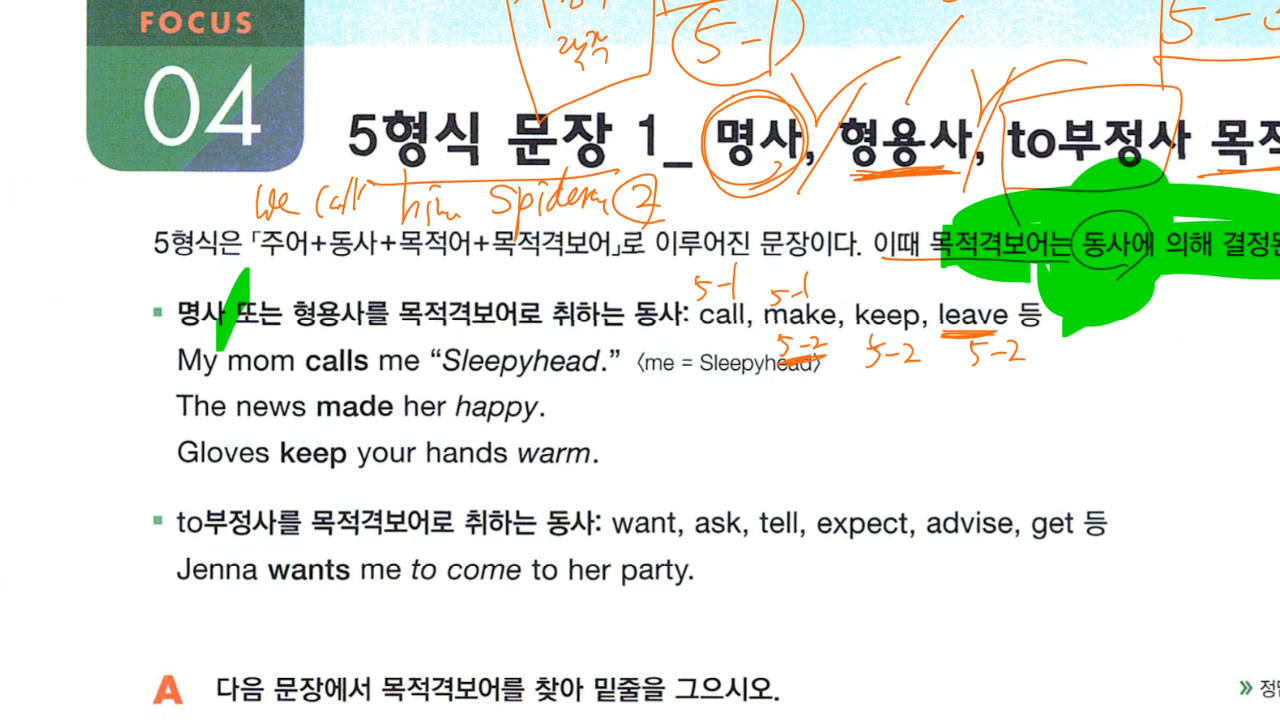 FOCUS
04
5-1
5-
5형식 문장 1_ 명사, 형용사, to부정사 목적
we call him
5형식은 「주어+동사+목적어+목적격보어」로 이루어진 문장이다. 이때 목적격보어는 동사에 의해 결정된
5-1 5-1
명사 또는 형용사를 목적격보어로 취하는 동사: call, make, keep, leave 등
5-2 5-2 5-2
My mom calls me “Sleepyhead.” 〈me = Sleepyhead〉
The news made her happy.
Gloves keep your hands warm.
to부정사를 목적격보어로 취하는 동사: want, ask, tell, expect, advise, get 등
Jenna wants me to come to her party.
A 다음 문장에서 목적격보어를 찾아 밑줄을 그으시오.